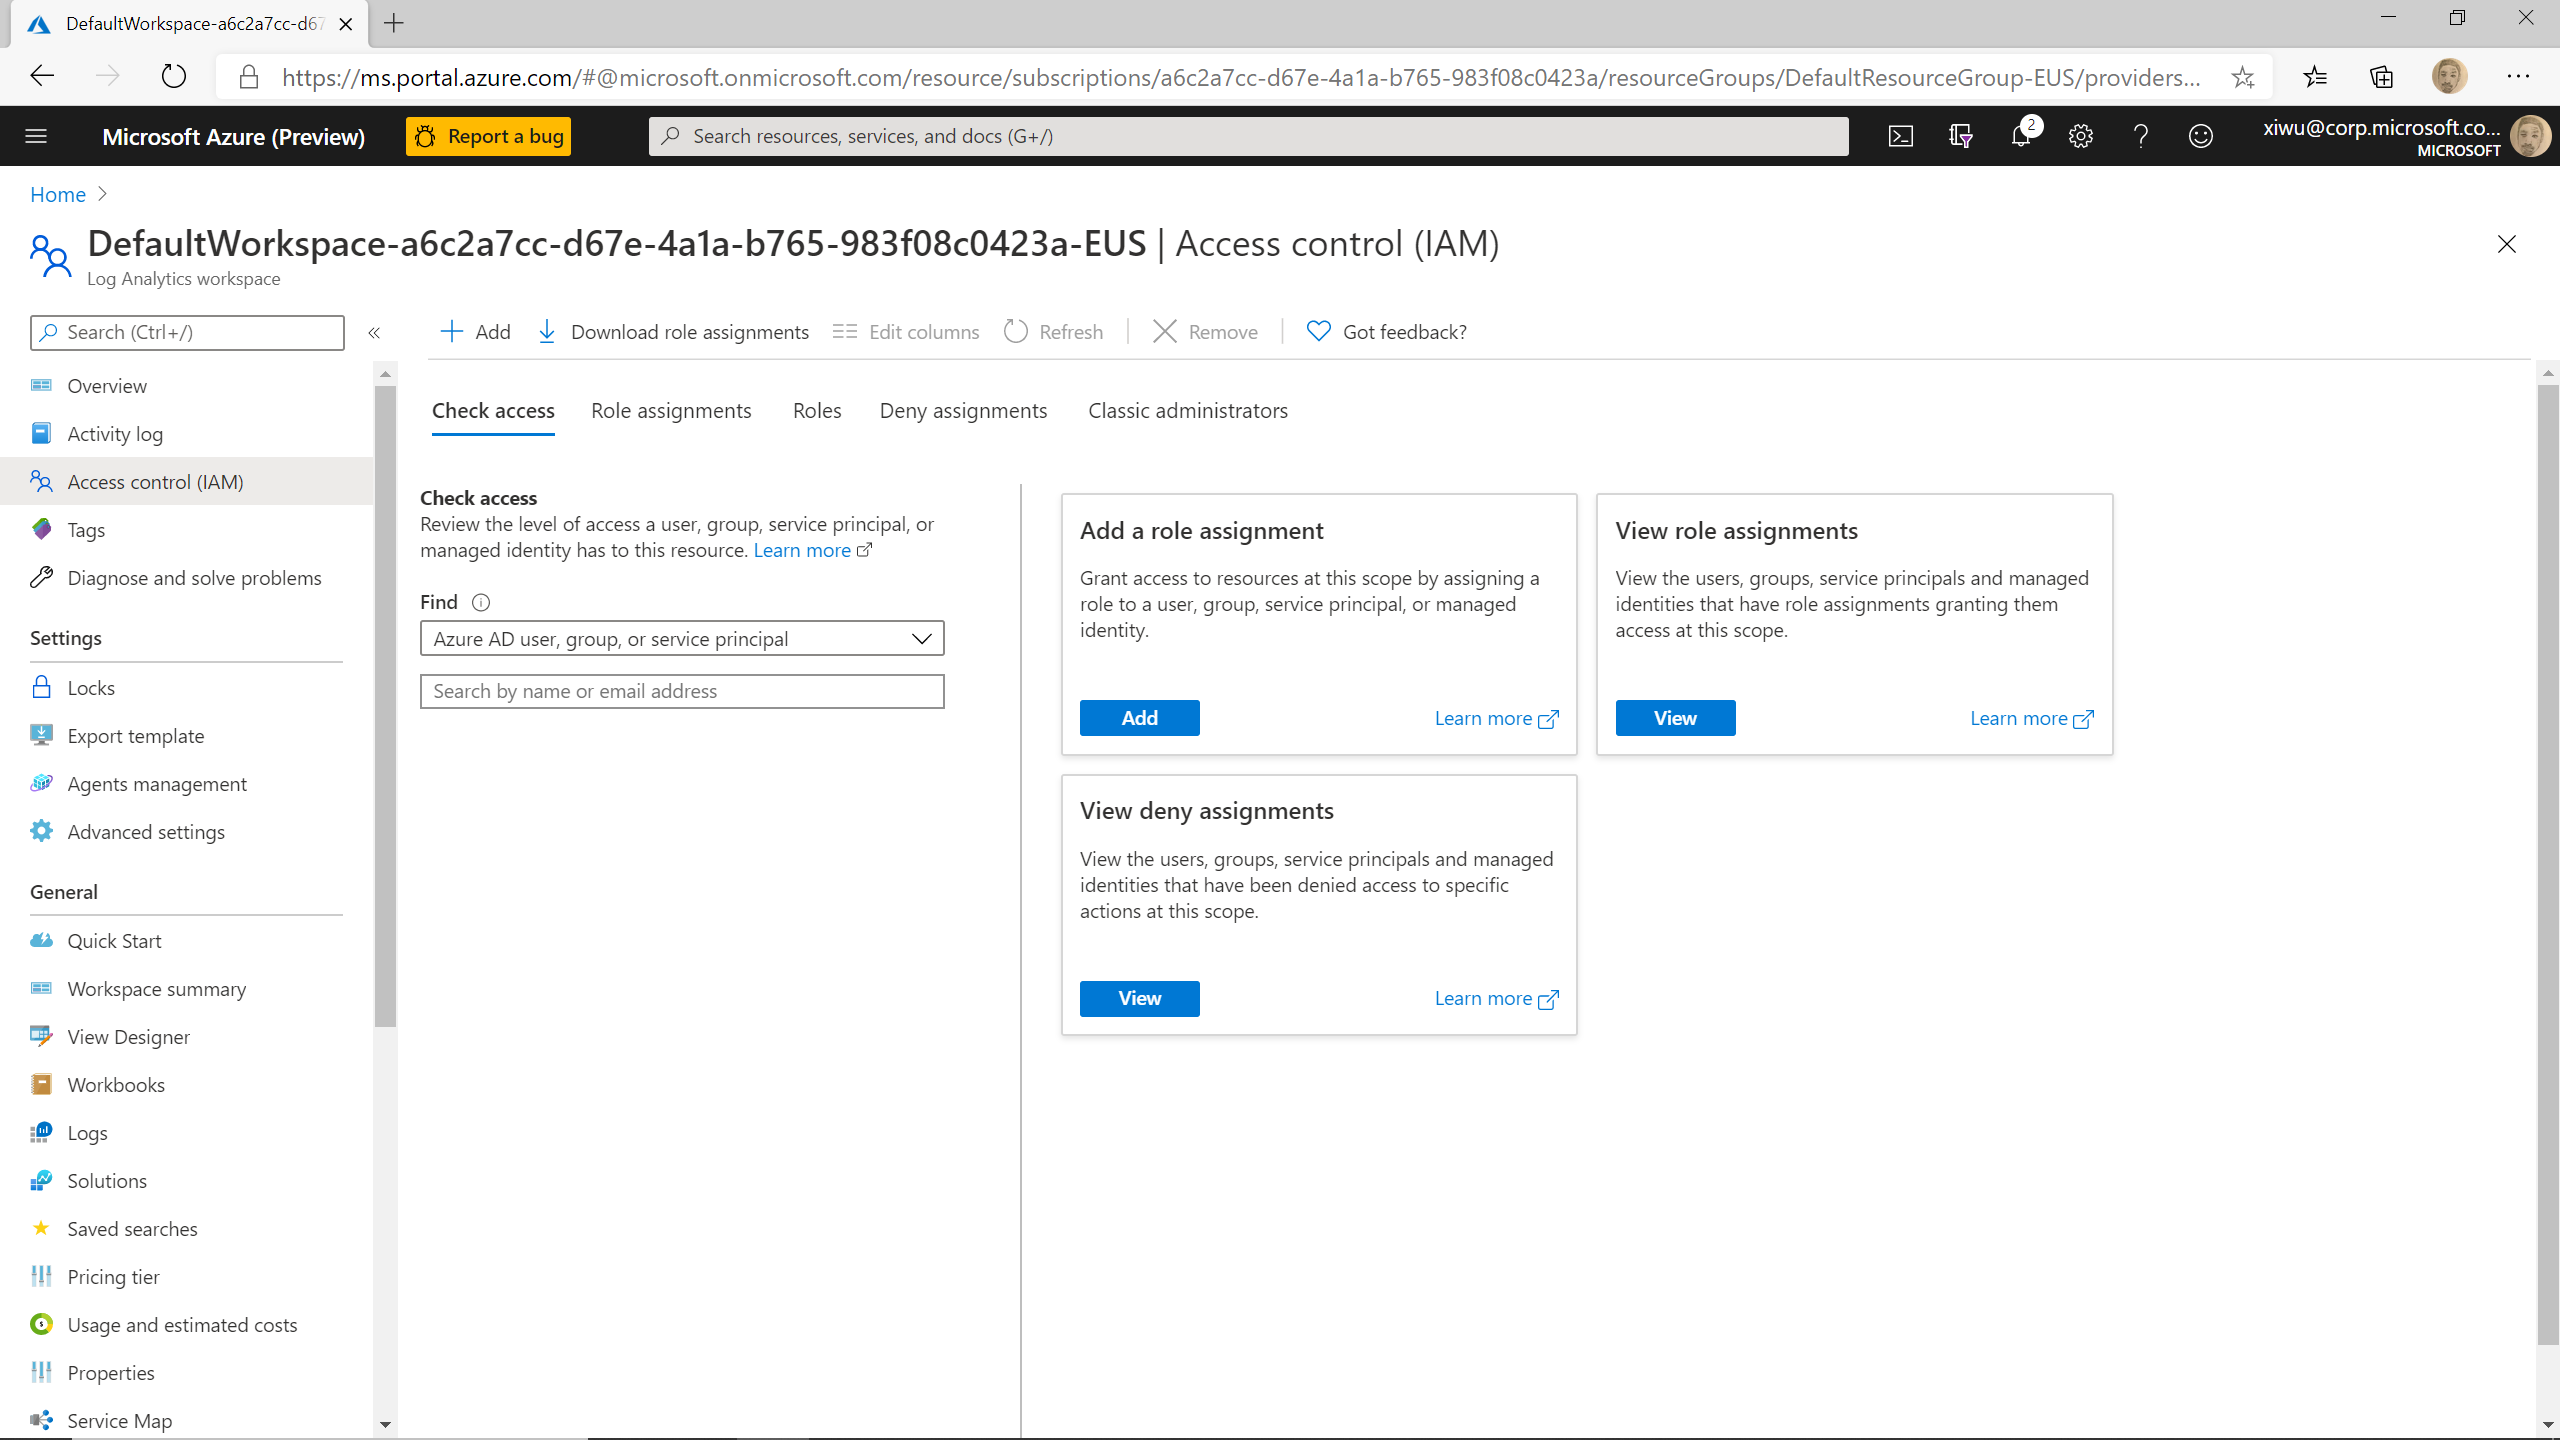 DefaultWorkspace-a6c2a7cc-d67
https://ms.portal.azure.com/#@microsoft.onmicrosoft.com/resource/subscriptions/a6c2a7cc-d67e-4a1a-b765-983f08c0423a/resourceGroups/DefaultResourceGroup-EUS/providers...
Microsoft Azure (Preview)
Report a bug
Search resources, services, and docs (G+/)
2
xiwu@corp.microsoft.co...
MICROSOFT
Home
DefaultWorkspace-a6c2a7cc-d67e-4a1a-b765-983f08c0423a-EUS | Access control (IAM)
Log Analytics workspace
Search (Ctrl+/)
Add
Download role assignments
Edit columns
Refresh
Remove
Got feedback?
Overview
Activity log
Access control (IAM)
Tags
Diagnose and solve problems
Settings
Locks
Export template
Agents management
Advanced settings
General
Quick Start
Workspace summary
View Designer
Workbooks
Logs
Solutions
Saved searches
Pricing tier
Usage and estimated costs
Properties
Service Map
Check access
Role assignments
Roles
Deny assignments
Classic administrators
Check access
Review the level of access a user, group, service principal, or
managed identity has to this resource. Learn more
Find
Azure AD user, group, or service principal
Search by name or email address
Add a role assignment
Grant access to resources at this scope by assigning a
role to a user, group, service principal, or managed
identity.
Add
Learn more
View role assignments
View the users, groups, service principals and managed
identities that have role assignments granting them
access at this scope.
View
Learn more
View deny assignments
View the users, groups, service principals and managed
identities that have been denied access to specific
actions at this scope.
View
Learn more